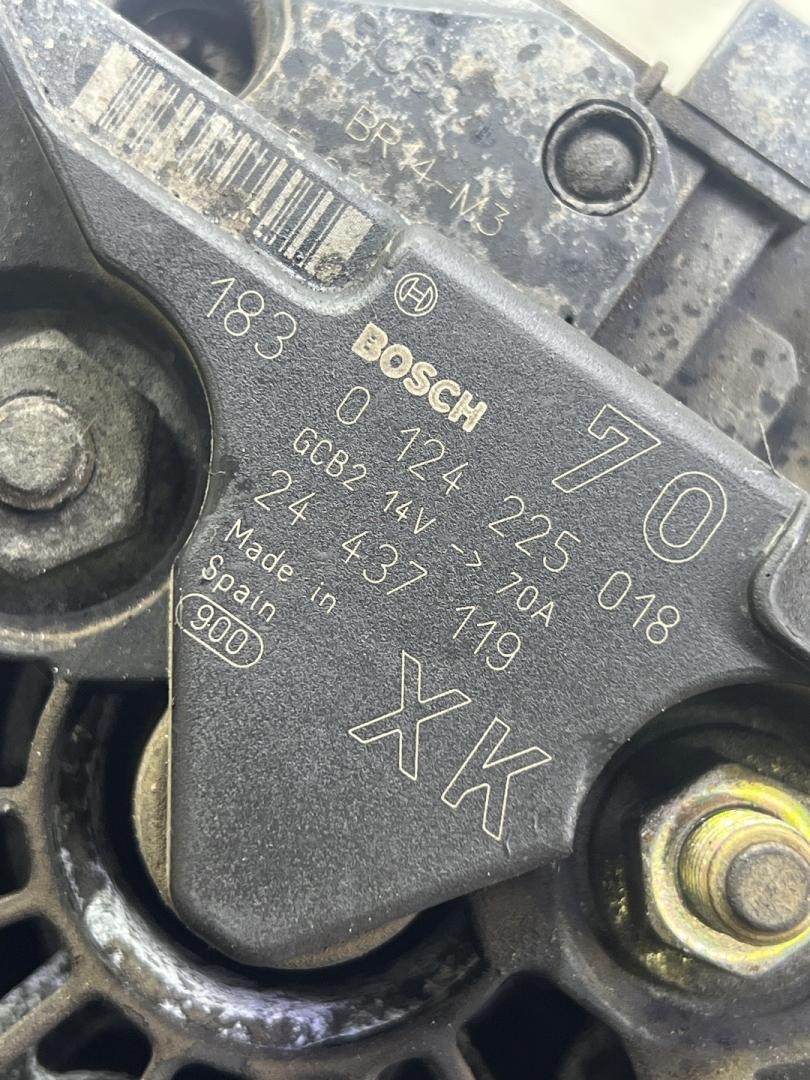 BR14-M3
183
BOSCH
70
0 124 225 018
GCB2 14V -> 70A
24 437 119
Made in
Spain
900
XK